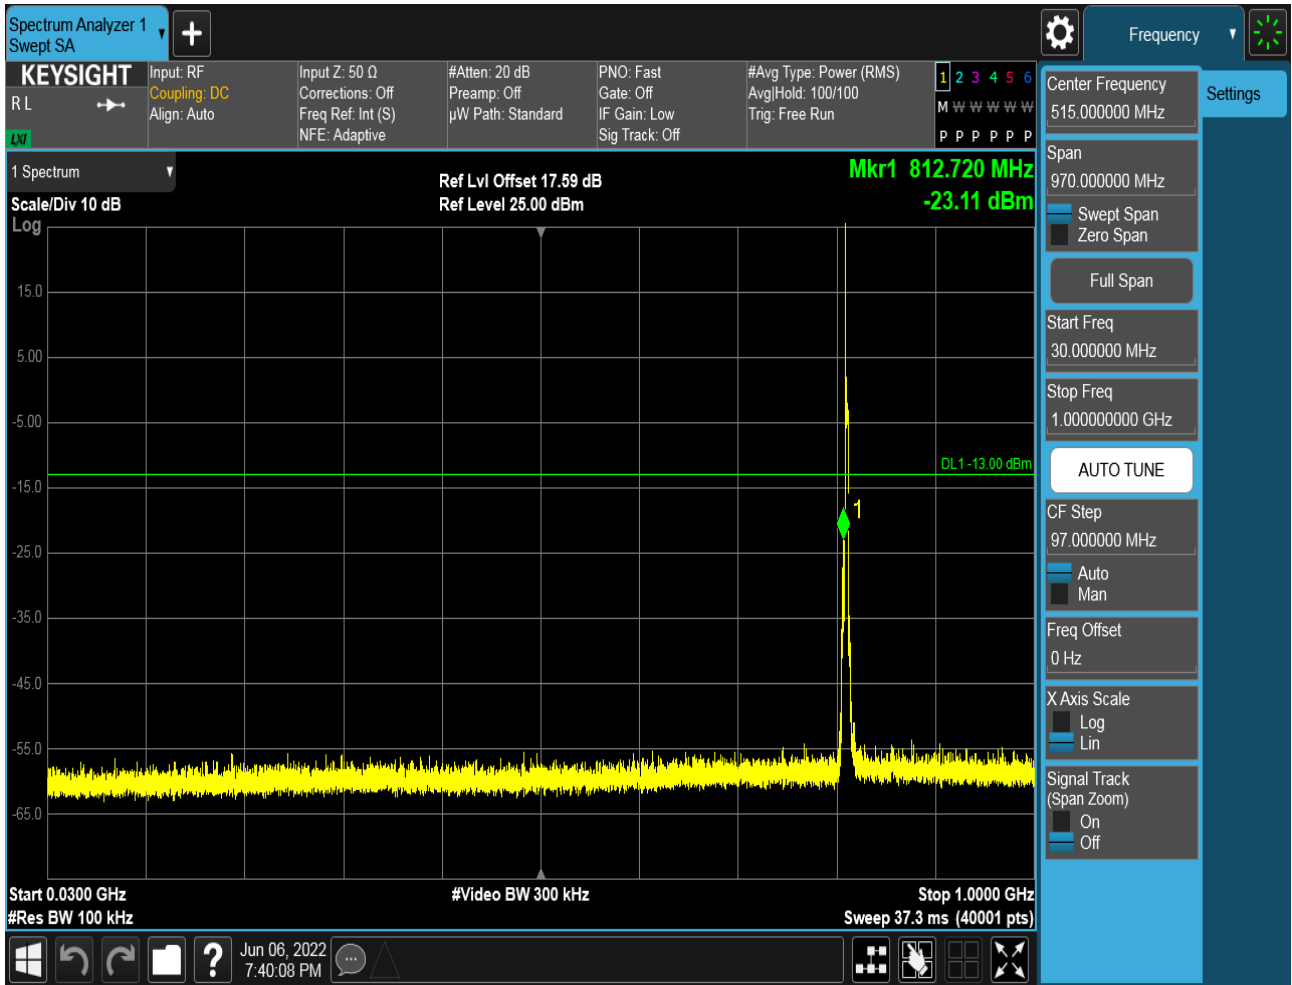 Spectrum Analyzer 1
Swept SA
Frequency
KEYSIGHT
R L
LXI
Input: RF
Coupling: DC
Align: Auto
Input Z: 50 Ω
Corrections: Off
Freq Ref: Int (S)
NFE: Adaptive
#Atten: 20 dB
Preamp: Off
µW Path: Standard
PNO: Fast
Gate: Off
IF Gain: Low
Sig Track: Off
#Avg Type: Power (RMS)
Avg|Hold: 100/100
Trig: Free Run
1 2 3 4 5 6
M W W W W W
P P P P P P
1 Spectrum
Scale/Div 10 dB
Log
Ref Lvl Offset 17.59 dB
Ref Level 25.00 dBm
Mkr1 812.720 MHz
-23.11 dBm
15.0
5.00
-5.00
-15.0
-25.0
-35.0
-45.0
-55.0
-65.0
DL1 -13.00 dBm
1
Start 0.0300 GHz
#Res BW 100 kHz
#Video BW 300 kHz
Stop 1.0000 GHz
Sweep 37.3 ms (40001 pts)
Center Frequency
515.000000 MHz
Span
970.000000 MHz
Swept Span
Zero Span
Full Span
Start Freq
30.000000 MHz
Stop Freq
1.000000000 GHz
AUTO TUNE
CF Step
97.000000 MHz
Auto
Man
Freq Offset
0 Hz
X Axis Scale
Log
Lin
Signal Track
(Span Zoom)
On
Off
Settings
?
Jun 06, 2022
7:40:08 PM